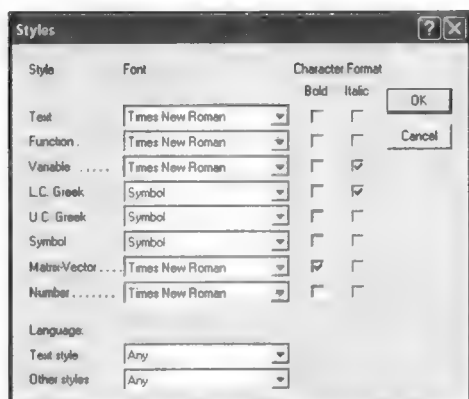 Styles
Style Font Character Format
Bold Italic
OK
Text Times New Roman
Function . Times New Roman
Cancel
Variable ..... Times New Roman
L.C. Greek Symbol
U.C. Greek Symbol
Symbol Symbol
Matrix-Vector .... Times New Roman
Number ....... Times New Roman
Language:
Text style Any
Other styles Any